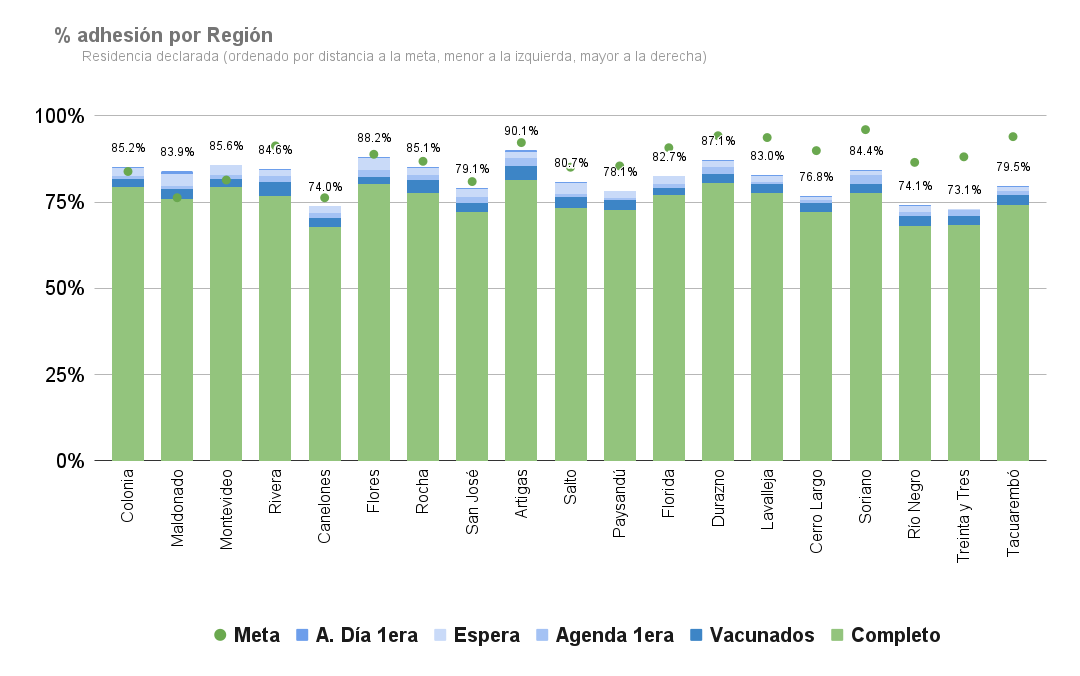 % adhesión por Región
Residencia declarada (ordenado por distancia a la meta, menor a la izquierda, mayor a la derecha)
100%
75%
50%
25%
0%
85.2%
83.9%
85.6%
84.6%
74.0%
88.2%
85.1%
79.1%
90.1%
80.7%
78.1%
82.7%
87.1%
83.0%
76.8%
84.4%
74.1%
73.1%
79.5%
Colonia
Maldonado
Montevideo
Rivera
Canelones
Flores
Rocha
San José
Artigas
Salto
Paysandú
Florida
Durazno
Lavalleja
Cerro Largo
Soriano
Río Negro
Treinta y Tres
Tacuarembó
Meta A. Día 1era Espera Agenda 1era Vacunados Completo